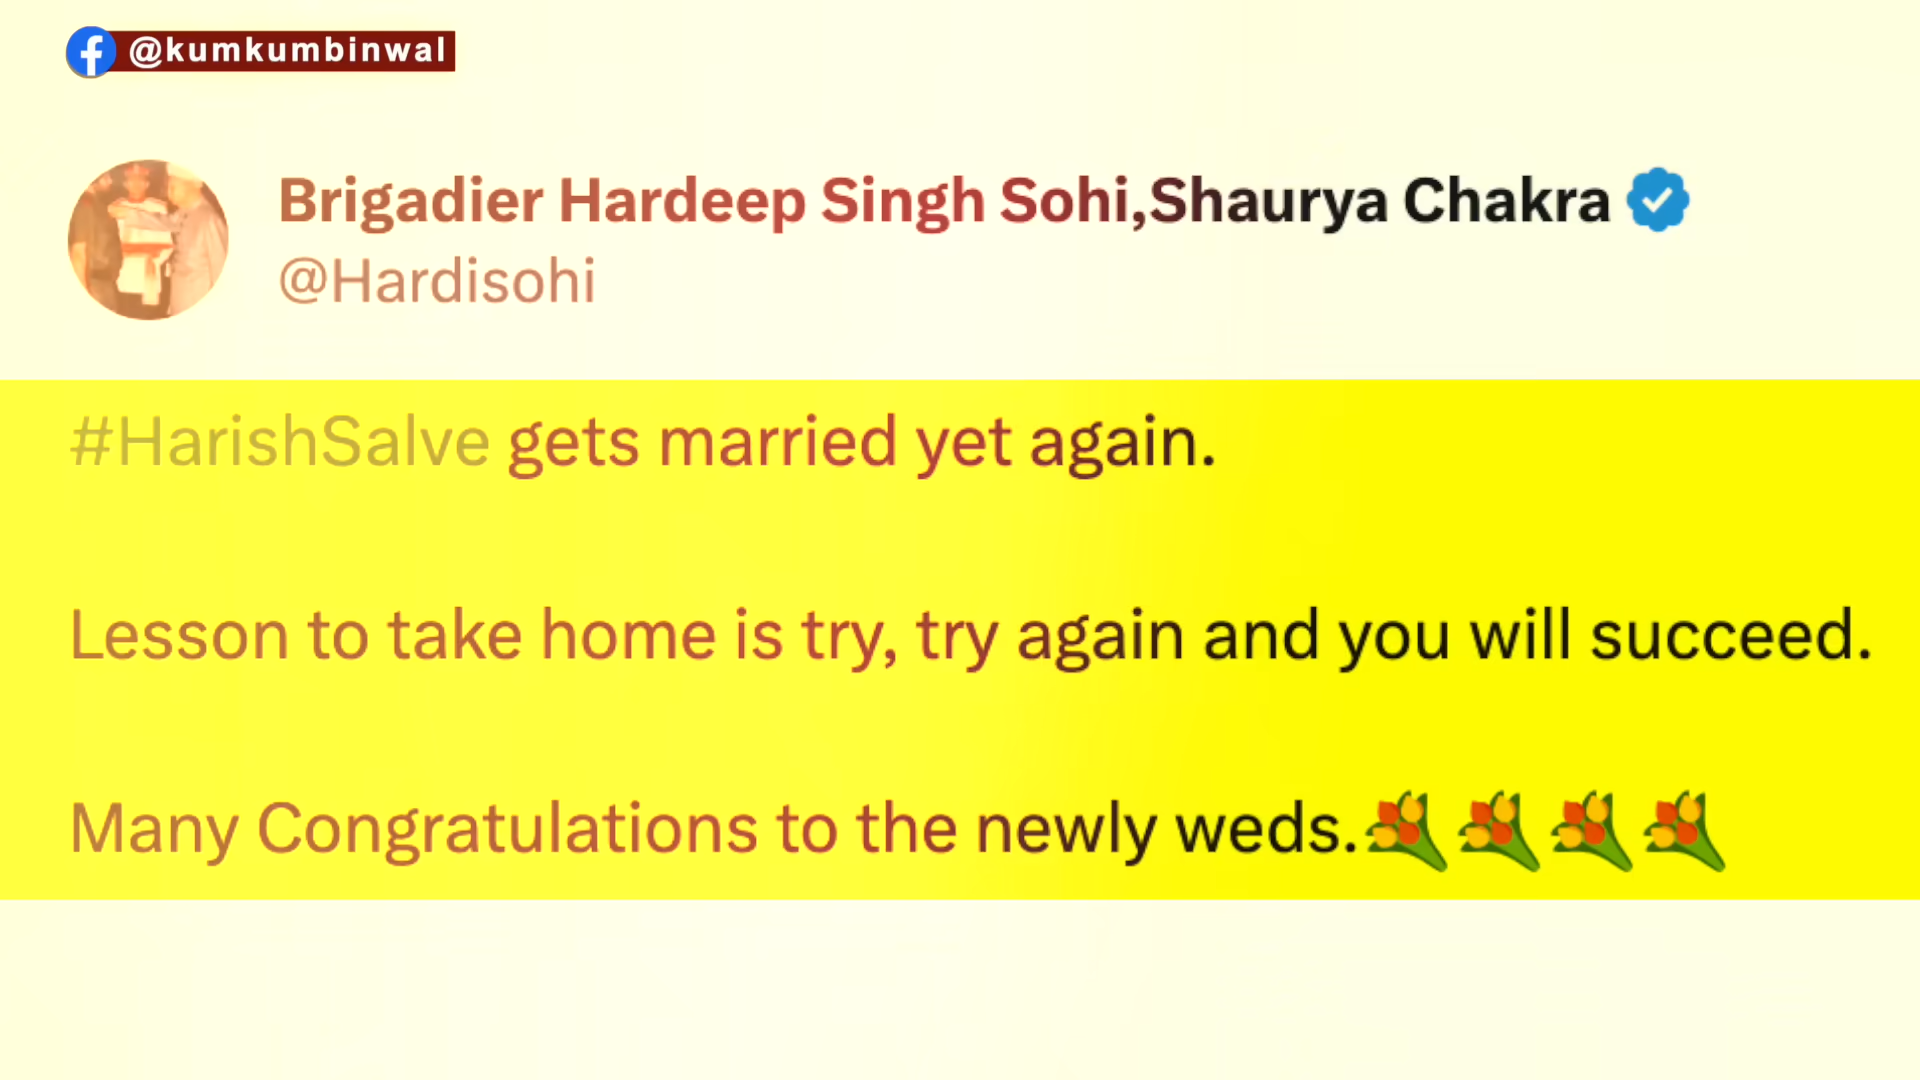 @kumkumbinwal
Brigadier Hardeep Singh Sohi,Shaurya Chakra
@Hardisohi
#HarishSalve gets married yet again.
Lesson to take home is try, try again and you will succeed.
Many Congratulations to the newly weds.💐💐💐💐